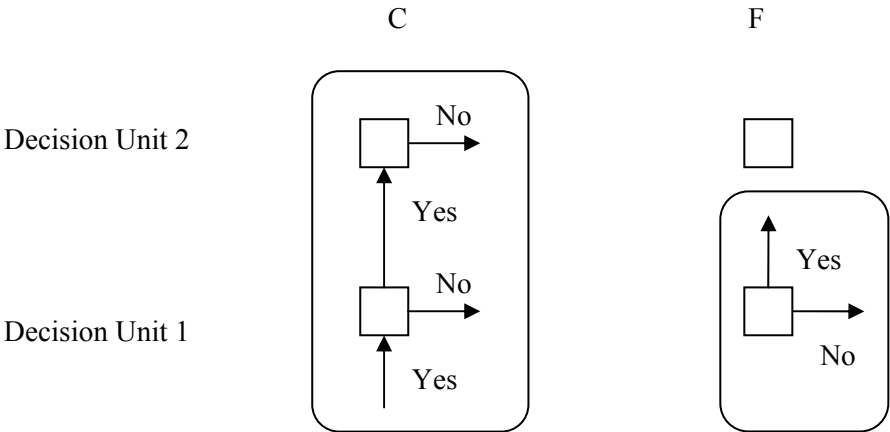 C F
Decision Unit 2
No
Yes
No
Yes
Decision Unit 1
Yes
No